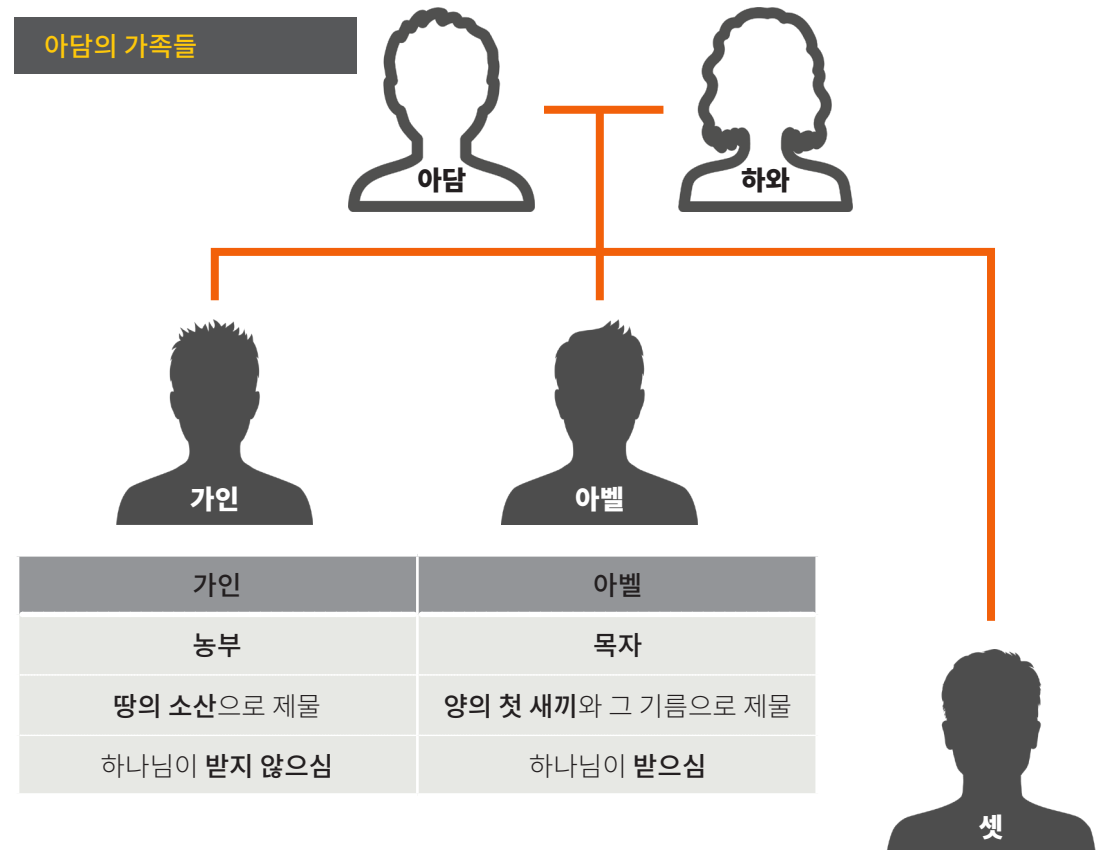 아담의 가족들
아담
하와
가인
아벨
가인 아벨
농부 목자
땅의 소산으로 제물 양의 첫 새끼와 그 기름으로 제물
하나님이 받지 않으심 하나님이 받으심
셋